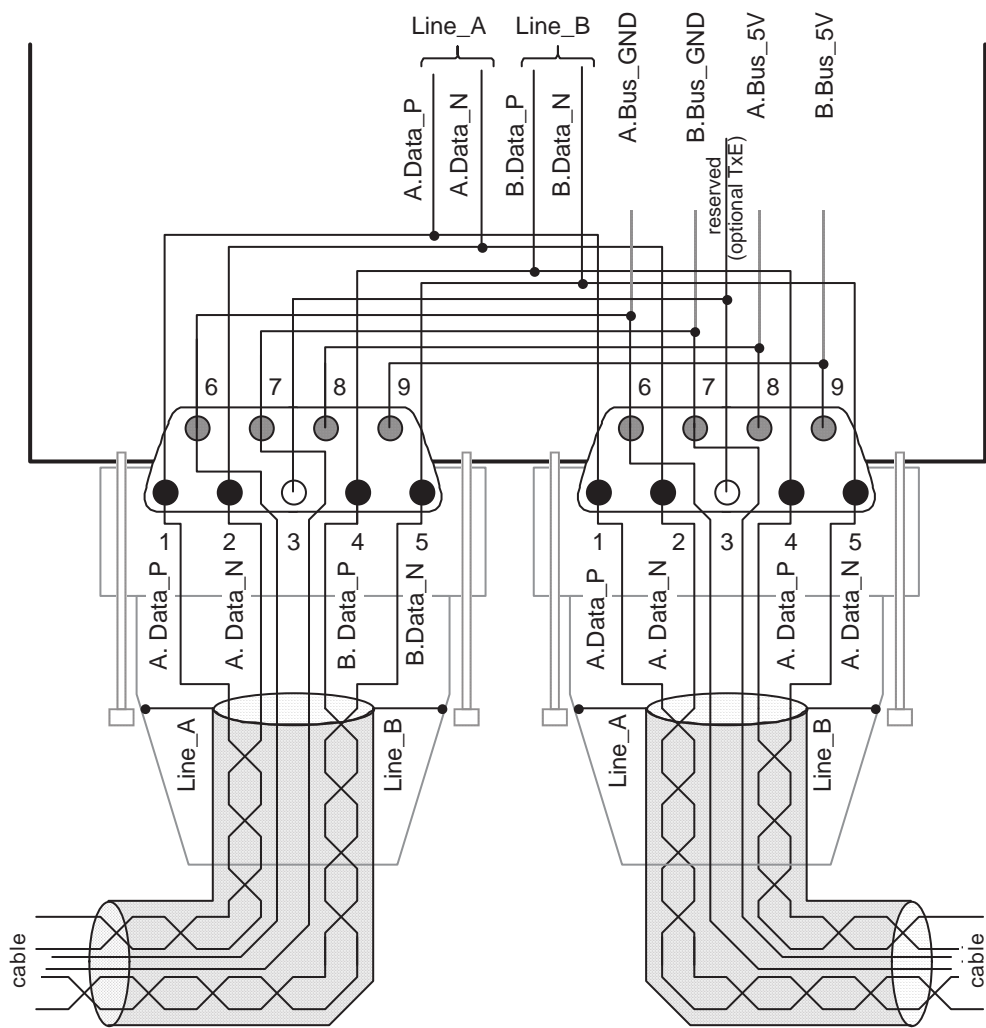 Line_A
Line_B
A.Data_P
A.Data_N
B.Data_P
B.Data_N
A.Bus_GND
B.Bus_GND
reserved
(optional TxE)
A.Bus_5V
B.Bus_5V
6
7
8
9
6
7
8
9
1
2
3
4
5
1
2
3
4
5
A. Data_P
A. Data_N
B. Data_P
B.Data_N
A.Data_P
A. Data_N
A. Data_P
A. Data_N
Line_A
Line_B
Line_A
Line_B
cable
cable